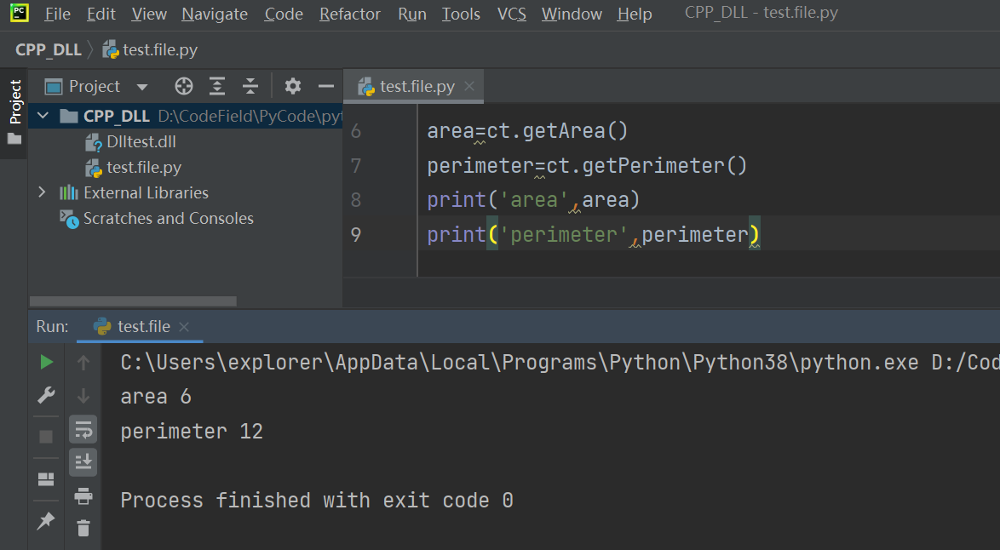 PC File Edit View Navigate Code Refactor Run Tools VCS Window Help CPP_DLL - test.file.py
CPP_DLL test.file.py
Project
Project
test.file.py
CPP_DLL D:\CodeField\PyCode\pyt
Dlltest.dll
test.file.py
External Libraries
Scratches and Consoles
6 area=ct.getArea()
7 perimeter=ct.getPerimeter()
8 print('area',area)
9 print('perimeter',perimeter)
Run: test.file
C:\Users\explorer\AppData\Local\Programs\Python\Python38\python.exe D:/Cod
area 6
perimeter 12
Process finished with exit code 0